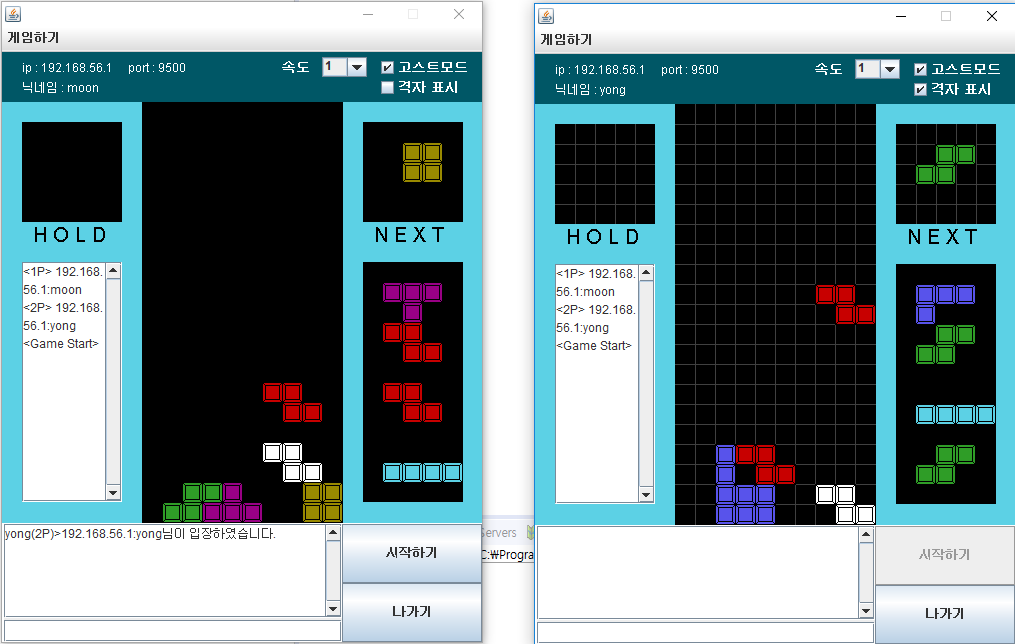 게임하기
ip : 192.168.56.1 port : 9500
속도 1
고스트모드
닉네임 : moon
격자 표시
HOLD
NEXT
<1P> 192.168.
56.1:moon
<2P> 192.168.
56.1:yong
<Game Start>
yong(2P)>192.168.56.1:yong님이 입장하였습니다.
시작하기
나가기
Servers
C:₩Progra
게임하기
ip : 192.168.56.1 port : 9500
속도 1
고스트모드
닉네임 : yong
격자 표시
HOLD
NEXT
<1P> 192.168.
56.1:moon
<2P> 192.168.
56.1:yong
<Game Start>
시작하기
나가기